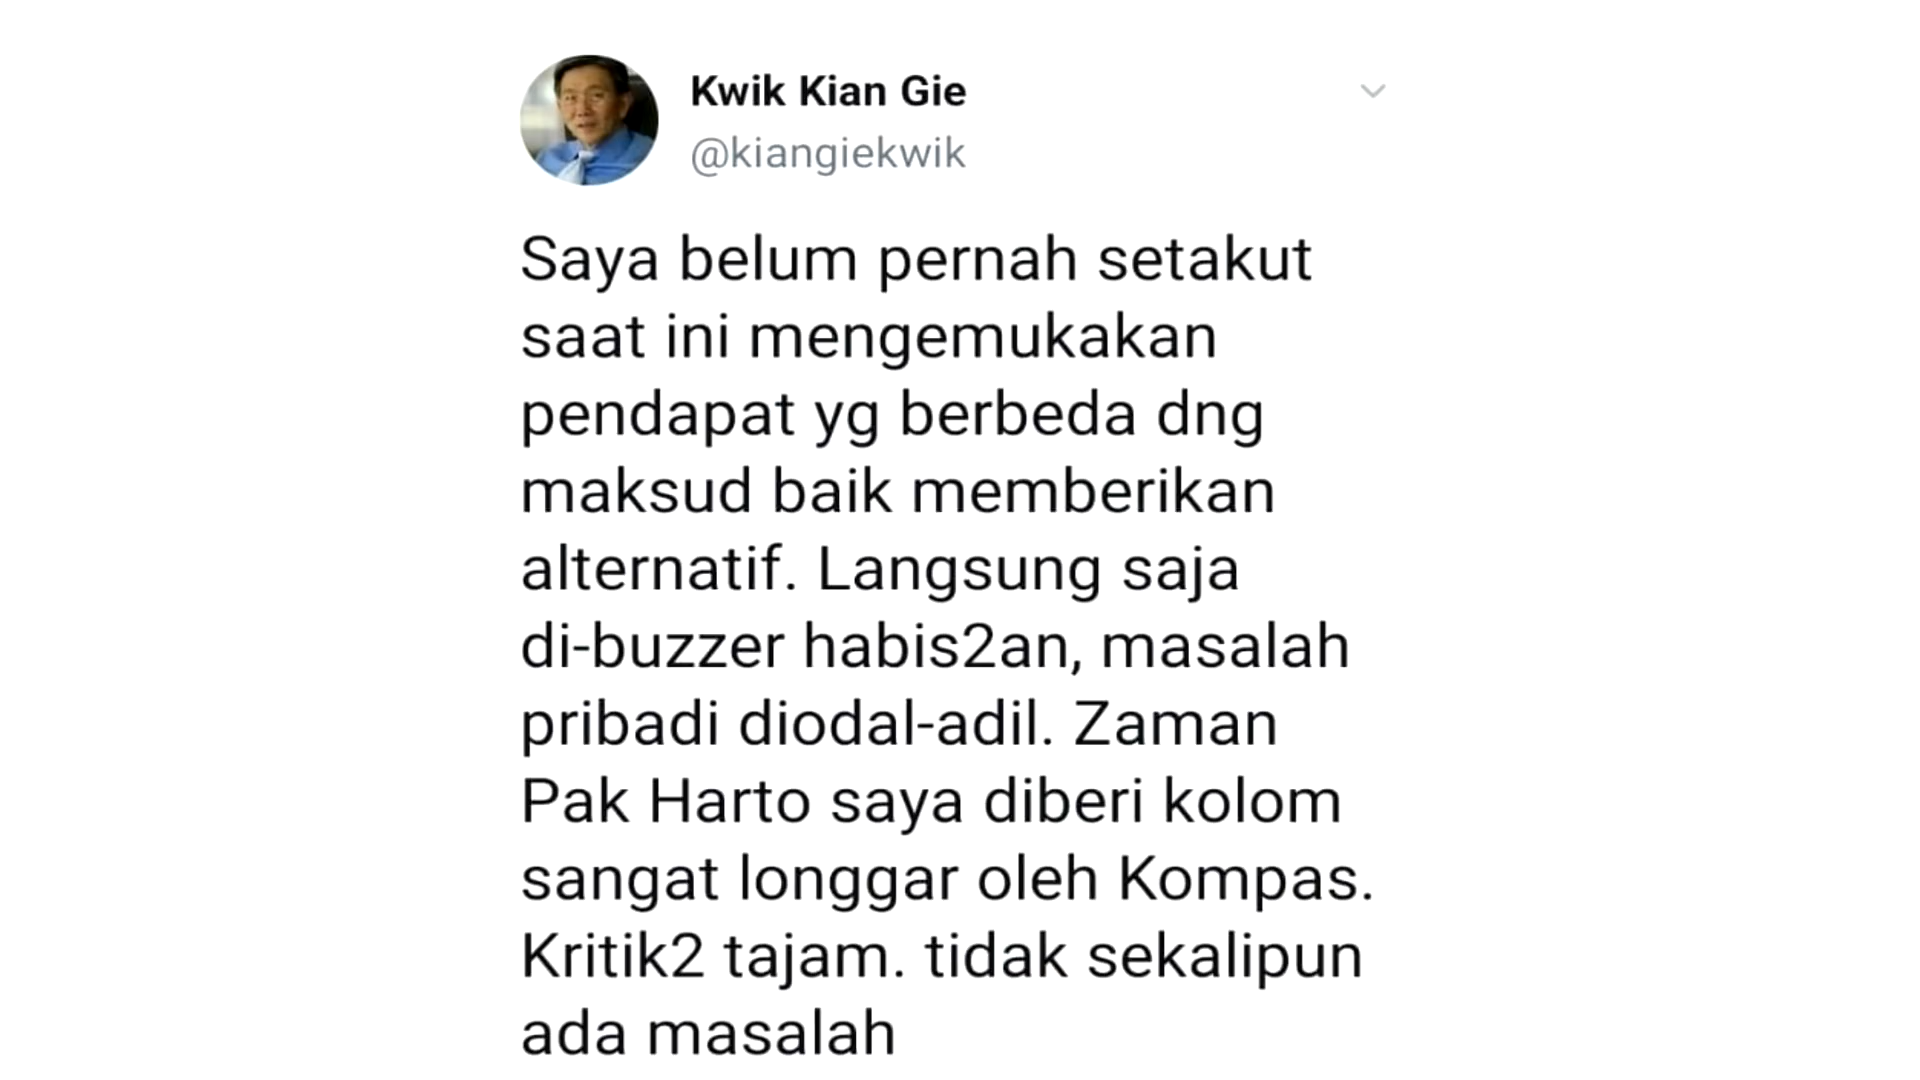 Kwik Kian Gie
@kiangiekwik
Saya belum pernah setakut
saat ini mengemukakan
pendapat yg berbeda dng
maksud baik memberikan
alternatif. Langsung saja
di-buzzer habis2an, masalah
pribadi diodal-adil. Zaman
Pak Harto saya diberi kolom
sangat longgar oleh Kompas.
Kritik2 tajam. tidak sekalipun
ada masalah